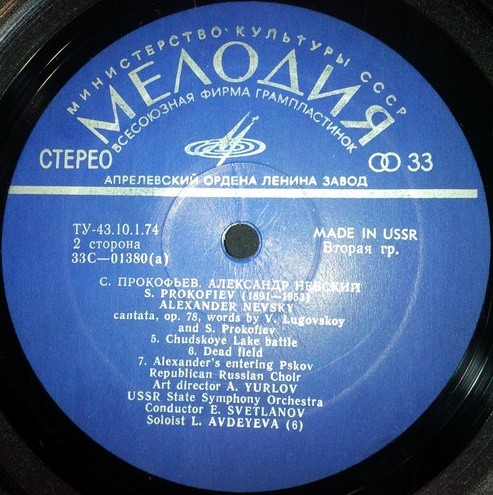 МИНИСТЕРСТВО КУЛЬТУРЫ СССР
МЕЛОДИЯ
ВСЕСОЮЗНАЯ ФИРМА ГРАМПЛАСТИНОК
СТЕРЕО
33
АПРЕЛЕВСКИЙ ОРДЕНА ЛЕНИНА ЗАВОД
ТУ-43.10.1.74
2 сторона
33С—01380(а)
MADE IN USSR
Вторая гр.
С. ПРОКОФЬЕВ. АЛЕКСАНДР НЕВСКИЙ
S. PROKOFIEV (1891—1953)
ALEXANDER NEVSKY
cantata, op. 78, words by V. Lugovskoy
and S. Prokofiev
5. Chudskoye Lake battle
6. Dead field
7. Alexander's entering Pskov
Republican Russian Choir
Art director A. YURLOV
USSR State Symphony Orchestra
Conductor E. SVETLANOV
Soloist L. AVDEYEVA (6)